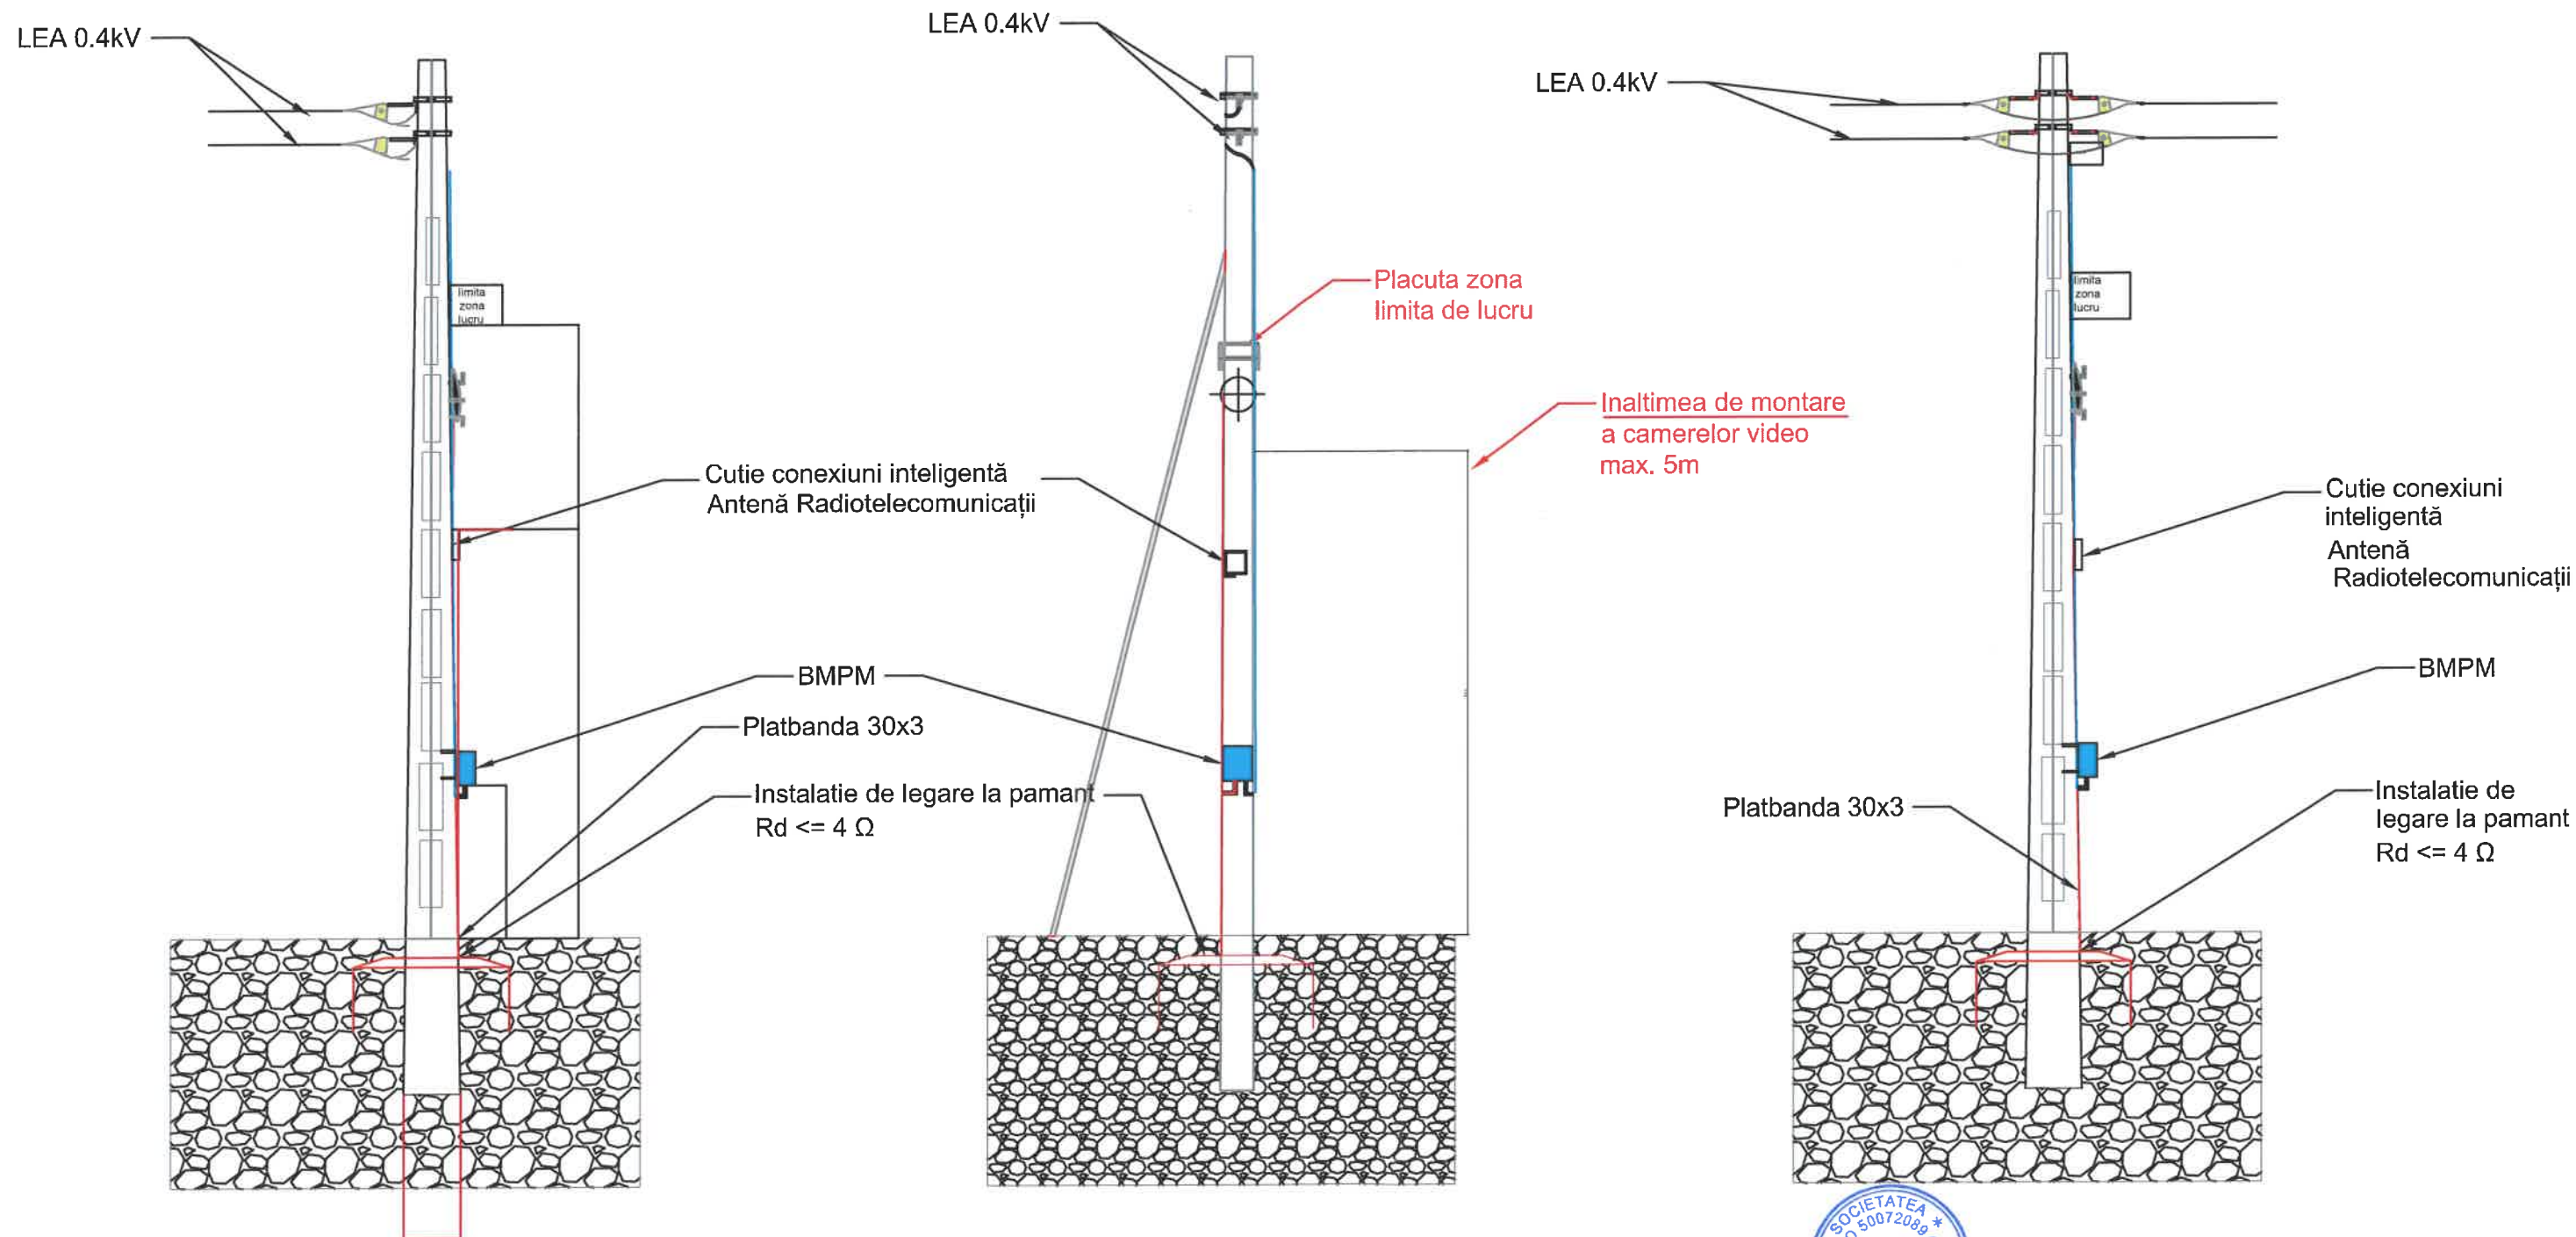 LEA 0.4kV
LEA 0.4kV
LEA 0.4kV
limita
zona
lucru
Placuta zona
limita de lucru
limita
zona
lucru
Inaltimea de montare
a camerelor video
max. 5m
Cutie conexiuni inteligentă
Antenă Radiotelecomunicații
Cutie conexiuni
inteligentă
Antenă
Radiotelecomunicații
BMPM
BMPM
Platbanda 30x3
Instalatie de legare la pamant
Rd <= 4 Ω
Platbanda 30x3
Instalatie de
legare la pamant
Rd <= 4 Ω
SOCIETATEA *
50072089